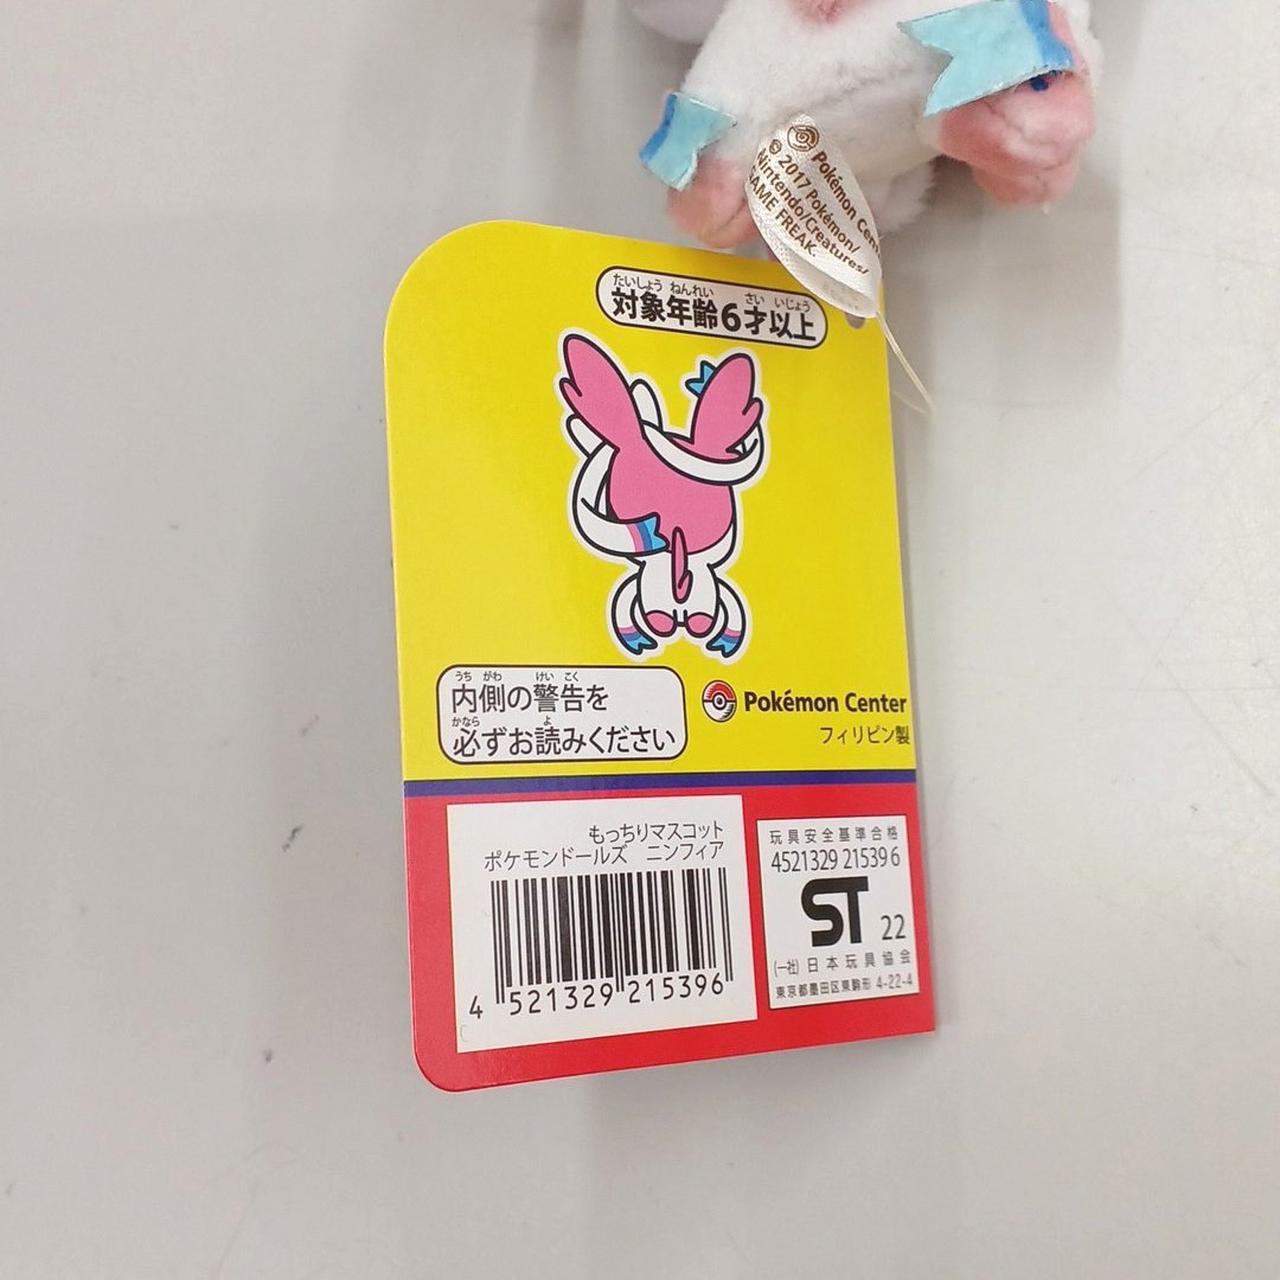 Pokémon Cen
© 2017 Pokémon/
Nintendo/Creatures/
GAME FREAK.
たいしょう ねんれい さい いじょう
対象年齢6才以上
うち がわ けい こく
内側の警告を
かなら よ
必ずお読みください
Pokémon Center
フィリピン製
もっちりマスコット
ポケモンドールズ ニンフィア
4 521329 215396
玩具安全基準合格
4521329 215396
ST 22
(一社) 日本玩具協会
東京都墨田区東駒形 4-22-4